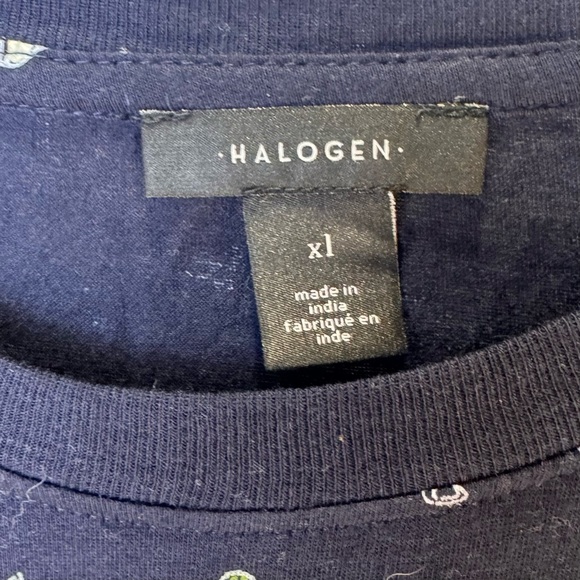 ·HALOGEN·
xl
made in
india
fabriqué en
inde